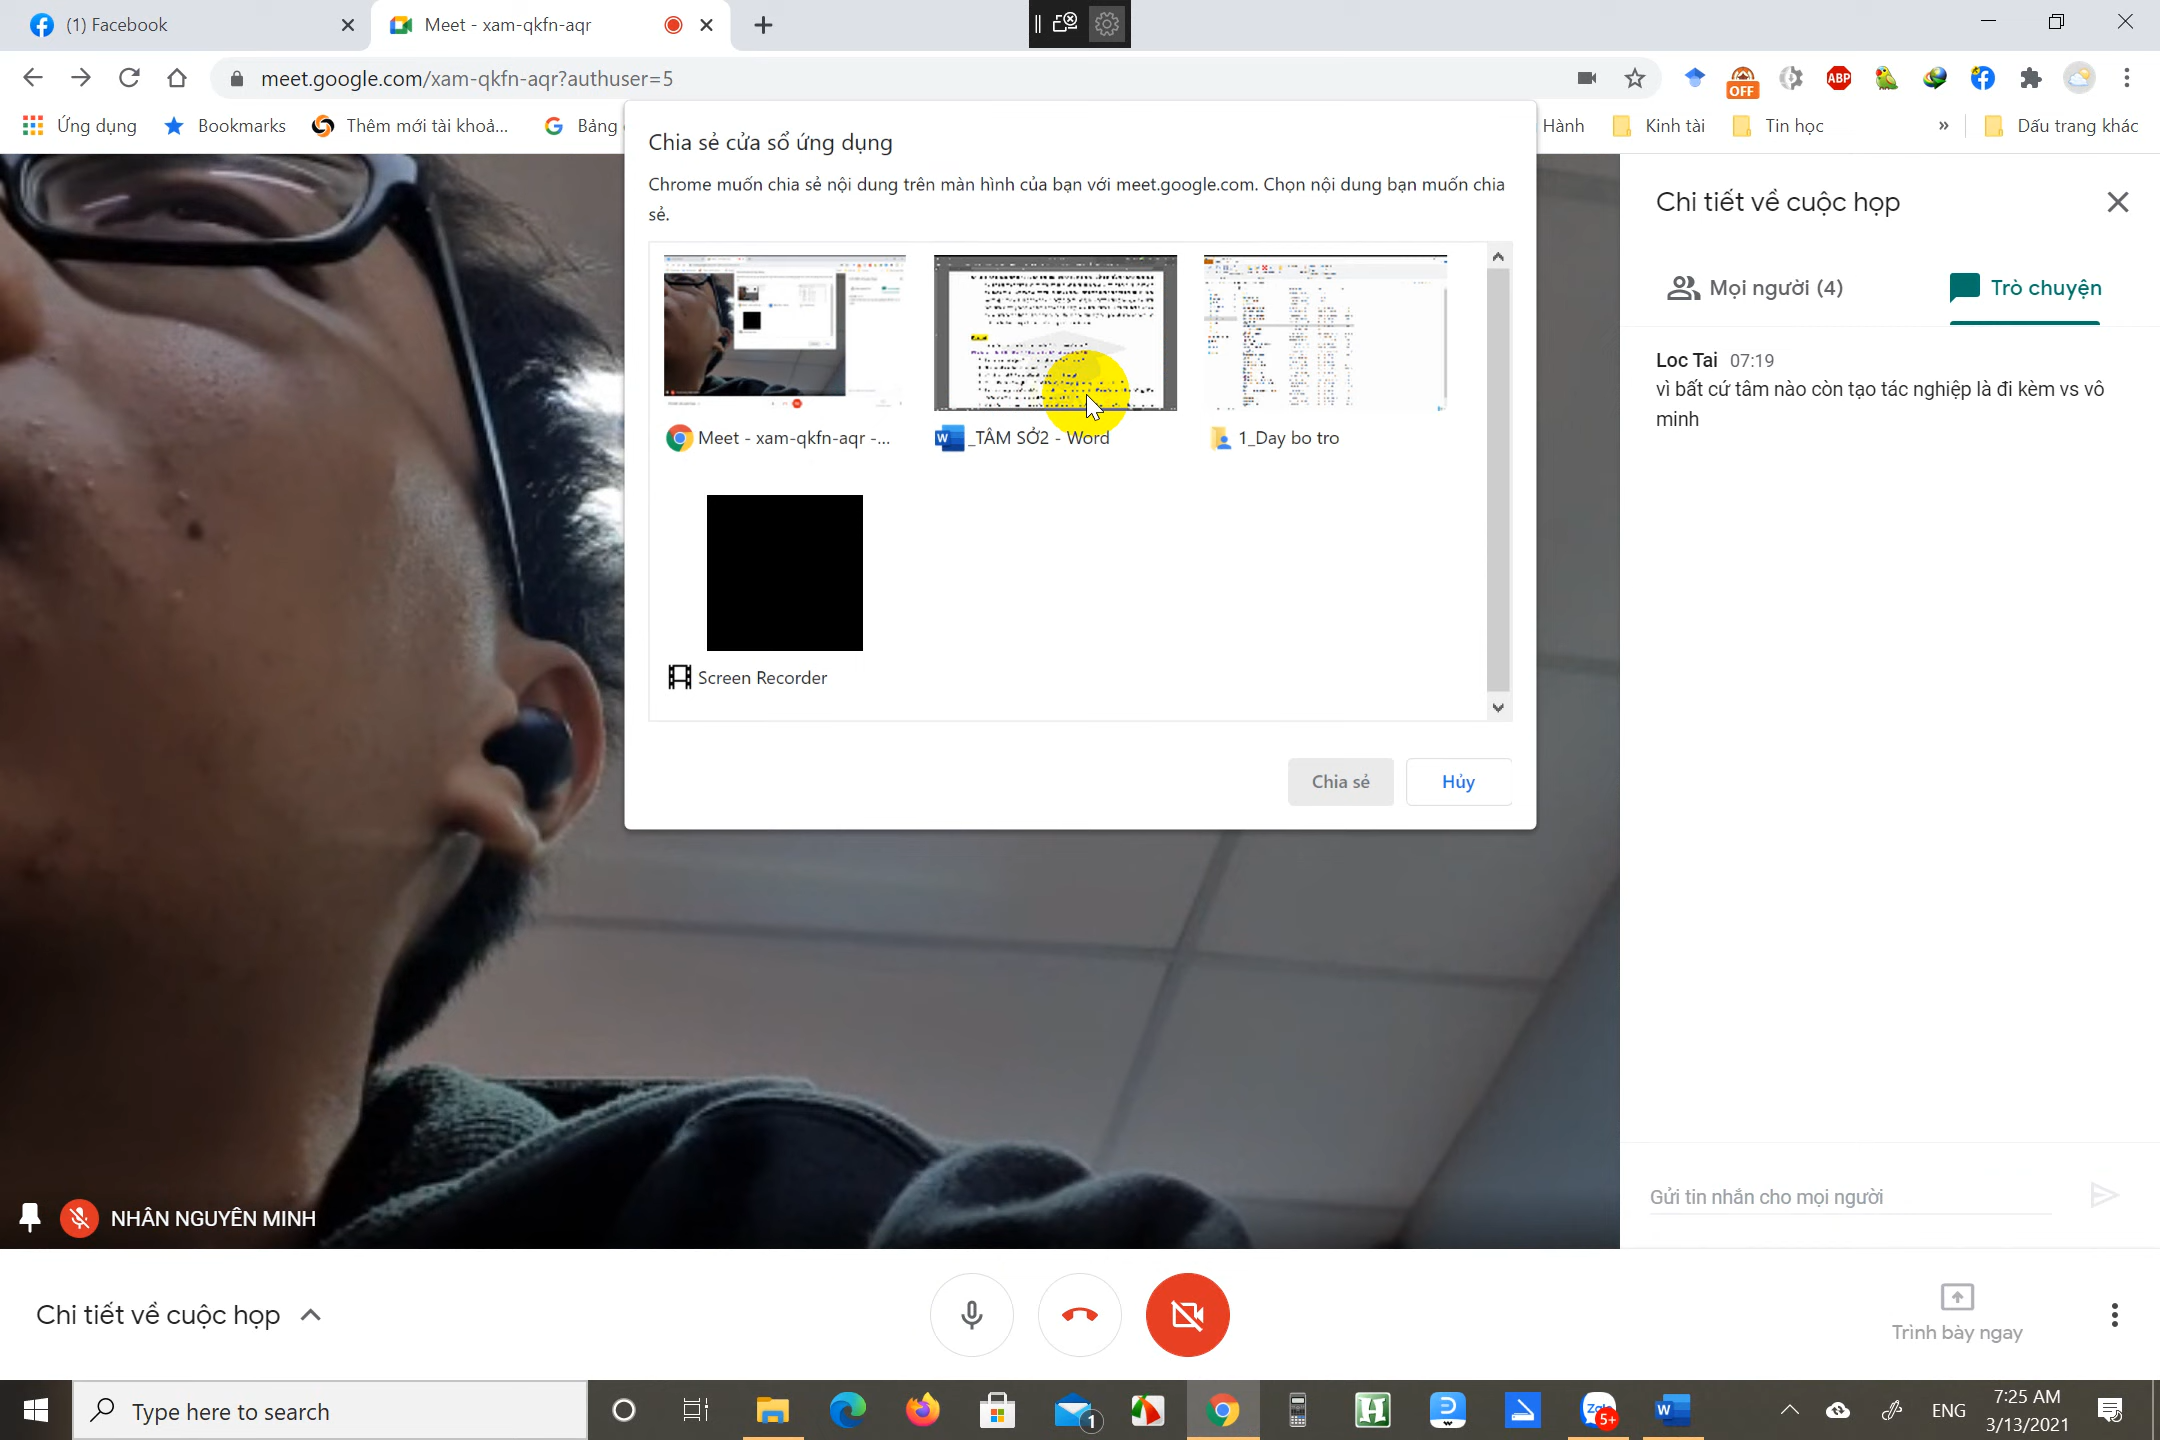 (1) Facebook
Meet - xam-qkfn-aqr
meet.google.com/xam-qkfn-aqr?authuser=5
OFF
ABP
Ứng dụng
Bookmarks
Thêm mới tài khoả...
Bảng
Hành
Kinh tài
Tin học
»
Dấu trang khác
Chia sẻ cửa sổ ứng dụng
Chrome muốn chia sẻ nội dung trên màn hình của bạn với meet.google.com. Chọn nội dung bạn muốn chia
sẻ.
Meet - xam-qkfn-aqr -...
_TÂM SỞ2 - Word
1_Day bo tro
Screen Recorder
Chia sẻ
Hủy
Chi tiết về cuộc họp
Mọi người (4)
Trò chuyện
Loc Tai 07:19
vì bất cứ tâm nào còn tạo tác nghiệp là đi kèm vs vô
minh
Gửi tin nhắn cho mọi người
NHÂN NGUYÊN MINH
Chi tiết về cuộc họp
Trình bày ngay
Type here to search
1
Zalo
5+
W
ENG
7:25 AM
3/13/2021